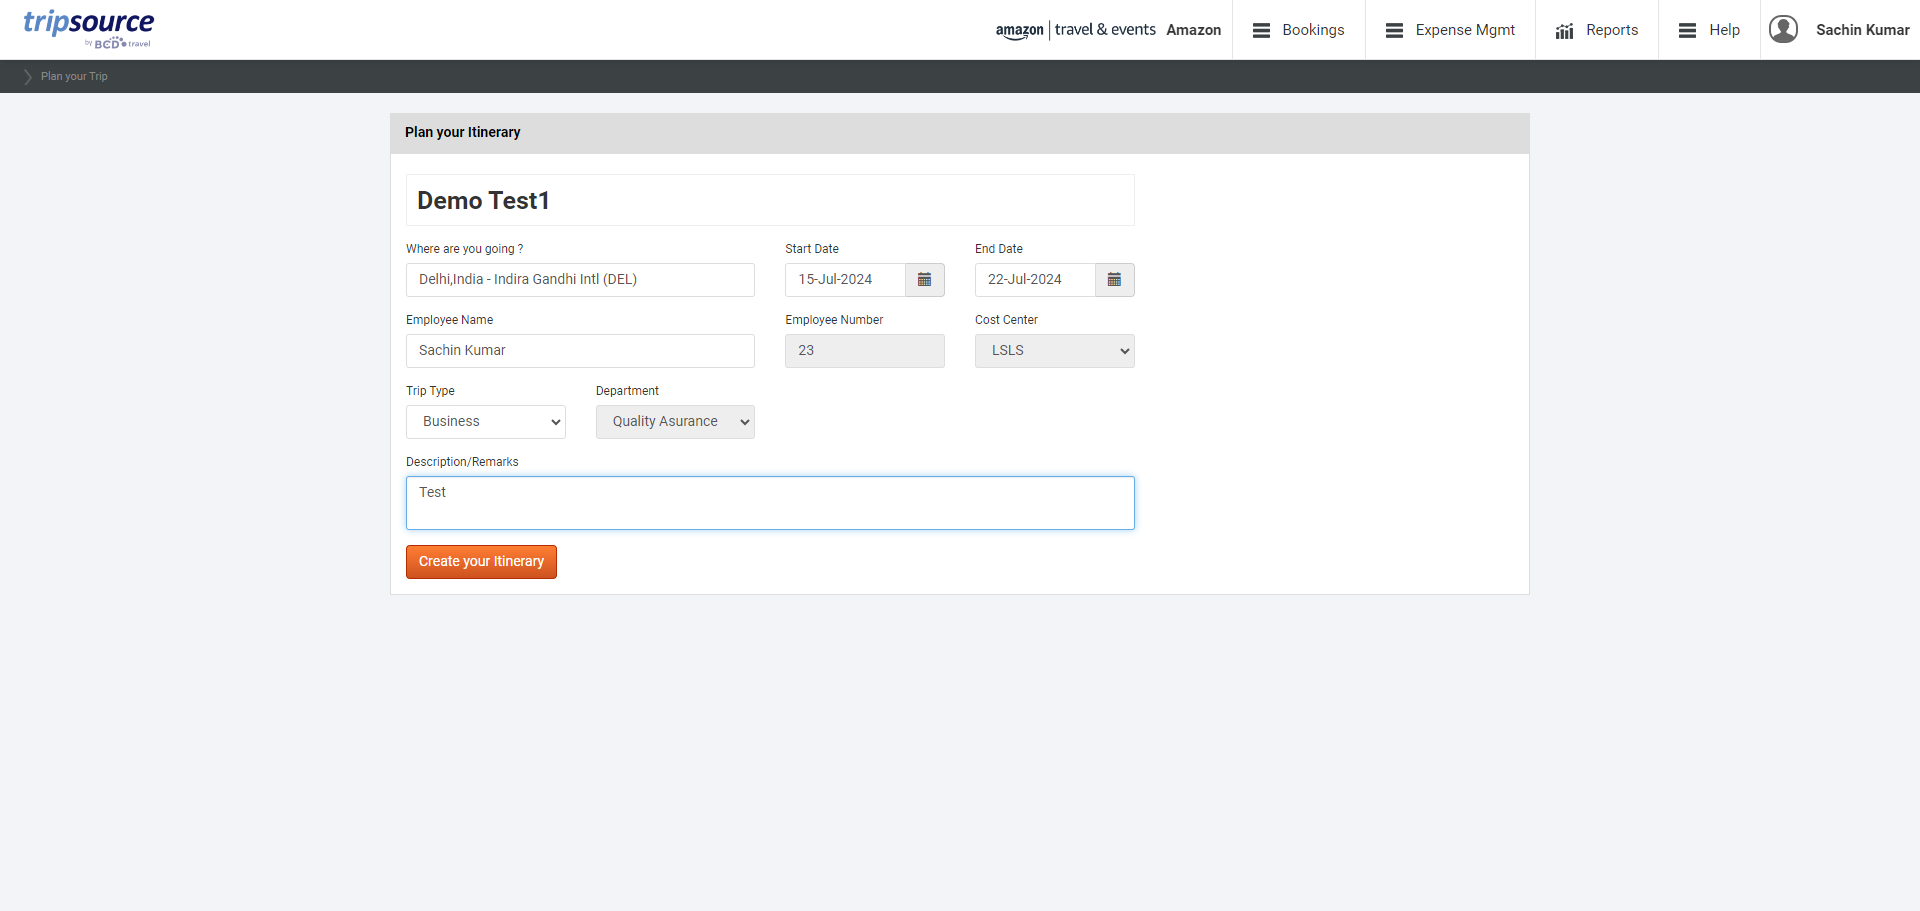 tripsource
by BCD travel
amazon | travel & events Amazon
Bookings
Expense Mgmt
Reports
Help
Sachin Kumar
Plan your Trip
Plan your Itinerary
Demo Test1
Where are you going ?
Start Date
End Date
Delhi,India - Indira Gandhi Intl (DEL)
15-Jul-2024
22-Jul-2024
Employee Name
Employee Number
Cost Center
Sachin Kumar
23
LSLS
Trip Type
Department
Business
Quality Asurance
Description/Remarks
Test
Create your Itinerary